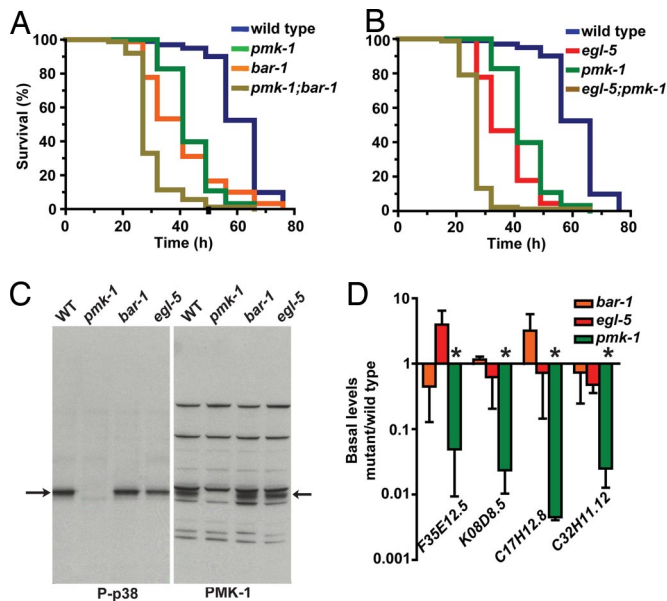 A
wild type
pmk-1
bar-1
pmk-1;bar-1
Survival (%)
100
80
60
40
20
0
0 20 40 60 80
Time (h)
B
wild type
egl-5
pmk-1
egl-5;pmk-1
100
80
60
40
20
0
0 20 40 60 80
Time (h)
C
WT pmk-1 bar-1 egl-5 WT pmk-1 bar-1 egl-5
P-p38 PMK-1
D
bar-1
egl-5
pmk-1
Basal levels
mutant/wild type
10
1
0.1
0.01
0.001
* * * *
F35E12.5 K08D8.5 C17H12.8 C32H11.12